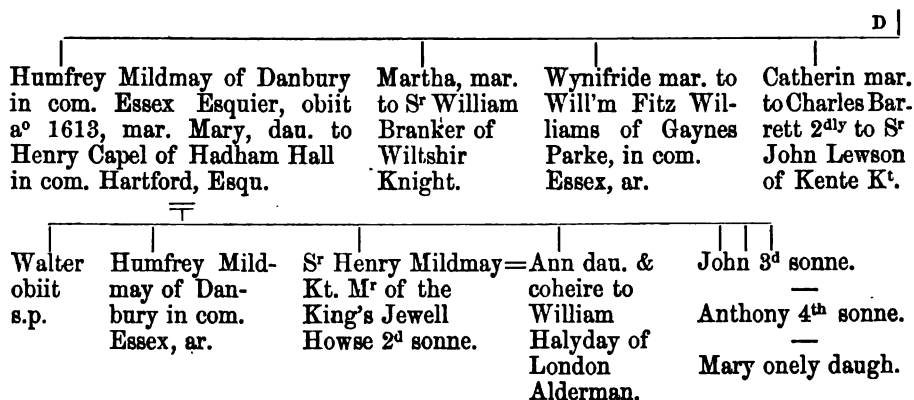 D
Humfrey Mildmay of Danbury
in com. Essex Esquier, obiit
aº 1613, mar. Mary, dau. to
Henry Capel of Hadham Hall
in com. Hartford, Esqu.
Martha, mar.
to Sʳ William
Branker of
Wiltshir
Knight.
Wynifride mar. to
Will'm Fitz Wil-
liams of Gaynes
Parke, in com.
Essex, ar.
Catherin mar.
to Charles Bar-
rett 2ᵈˡʸ to Sʳ
John Lewson
of Kente Kᵗ.
Walter
obiit
s.p.
Humfrey Mild-
may of Dan-
bury in com.
Essex, ar.
Sʳ Henry Mildmay=
Kt. Mʳ of the
King's Jewell
Howse 2ᵈ sonne.
Ann dau. &
coheire to
William
Halyday of
London
Alderman.
John 3ᵈ sonne.
—
Anthony 4ᵗʰ sonne.
—
Mary onely daugh.